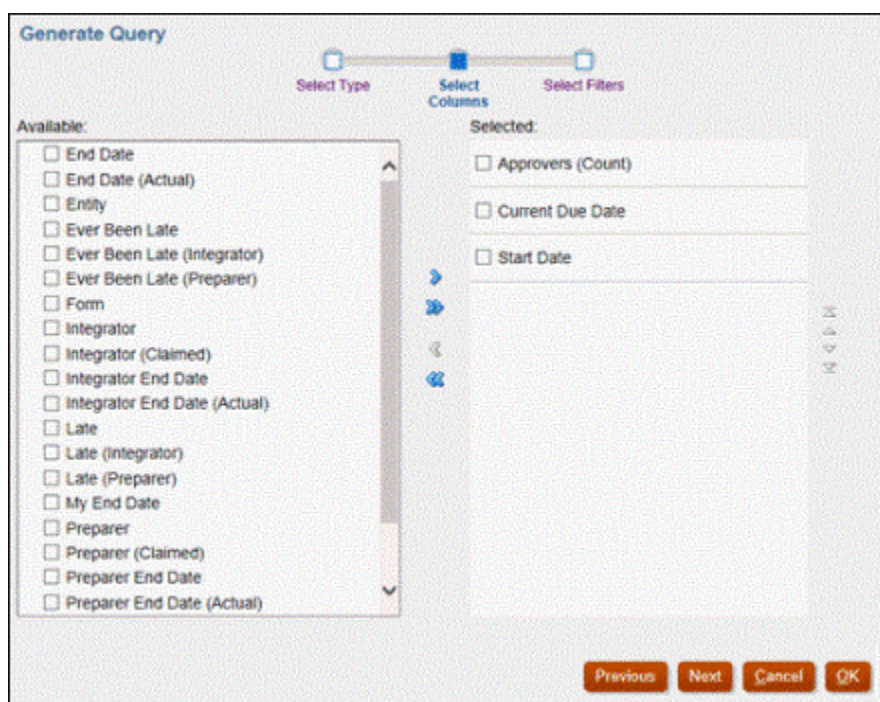 Generate Query
Select Type
Select Columns
Select Filters
Available:
End Date
End Date (Actual)
Entity
Ever Been Late
Ever Been Late (Integrator)
Ever Been Late (Preparer)
Form
Integrator
Integrator (Claimed)
Integrator End Date
Integrator End Date (Actual)
Late
Late (Integrator)
Late (Preparer)
My End Date
Preparer
Preparer (Claimed)
Preparer End Date
Preparer End Date (Actual)
Selected:
Approvers (Count)
Current Due Date
Start Date
Previous
Next
Cancel
OK